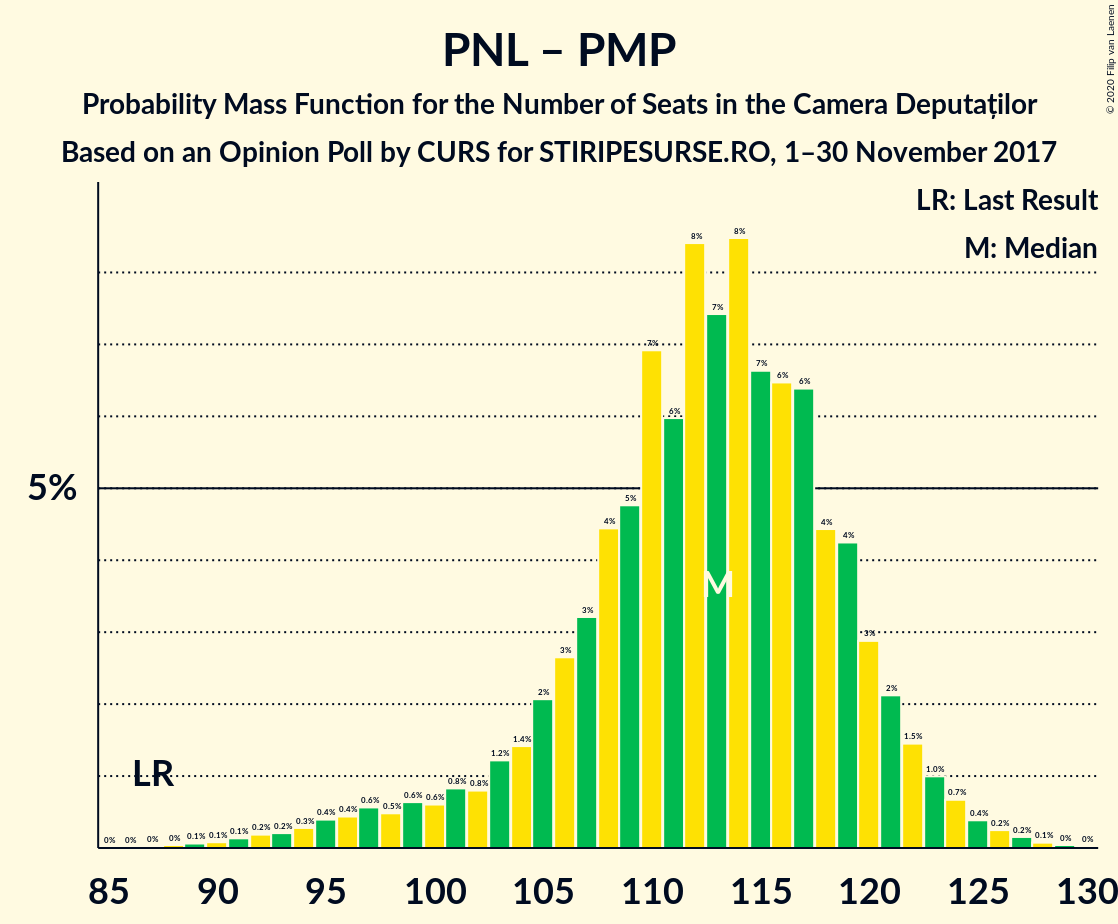 PNL – PMP
Probability Mass Function for the Number of Seats in the Camera Deputaților
Based on an Opinion Poll by CURS for STIRIPESURSE.RO, 1–30 November 2017
© 2020 Filip van Laenen
LR: Last Result
M: Median
5%
LR
M
0% 0% 0% 0% 0.1% 0.1% 0.1% 0.2% 0.2% 0.3% 0.4% 0.4% 0.6% 0.5% 0.6% 0.6% 0.8% 0.8% 1.2% 1.4% 2% 3% 3% 4% 5% 7% 6% 8% 7% 8% 7% 6% 6% 4% 4% 3% 2% 1.5% 1.0% 0.7% 0.4% 0.2% 0.2% 0.1% 0% 0%
85 90 95 100 105 110 115 120 125 130